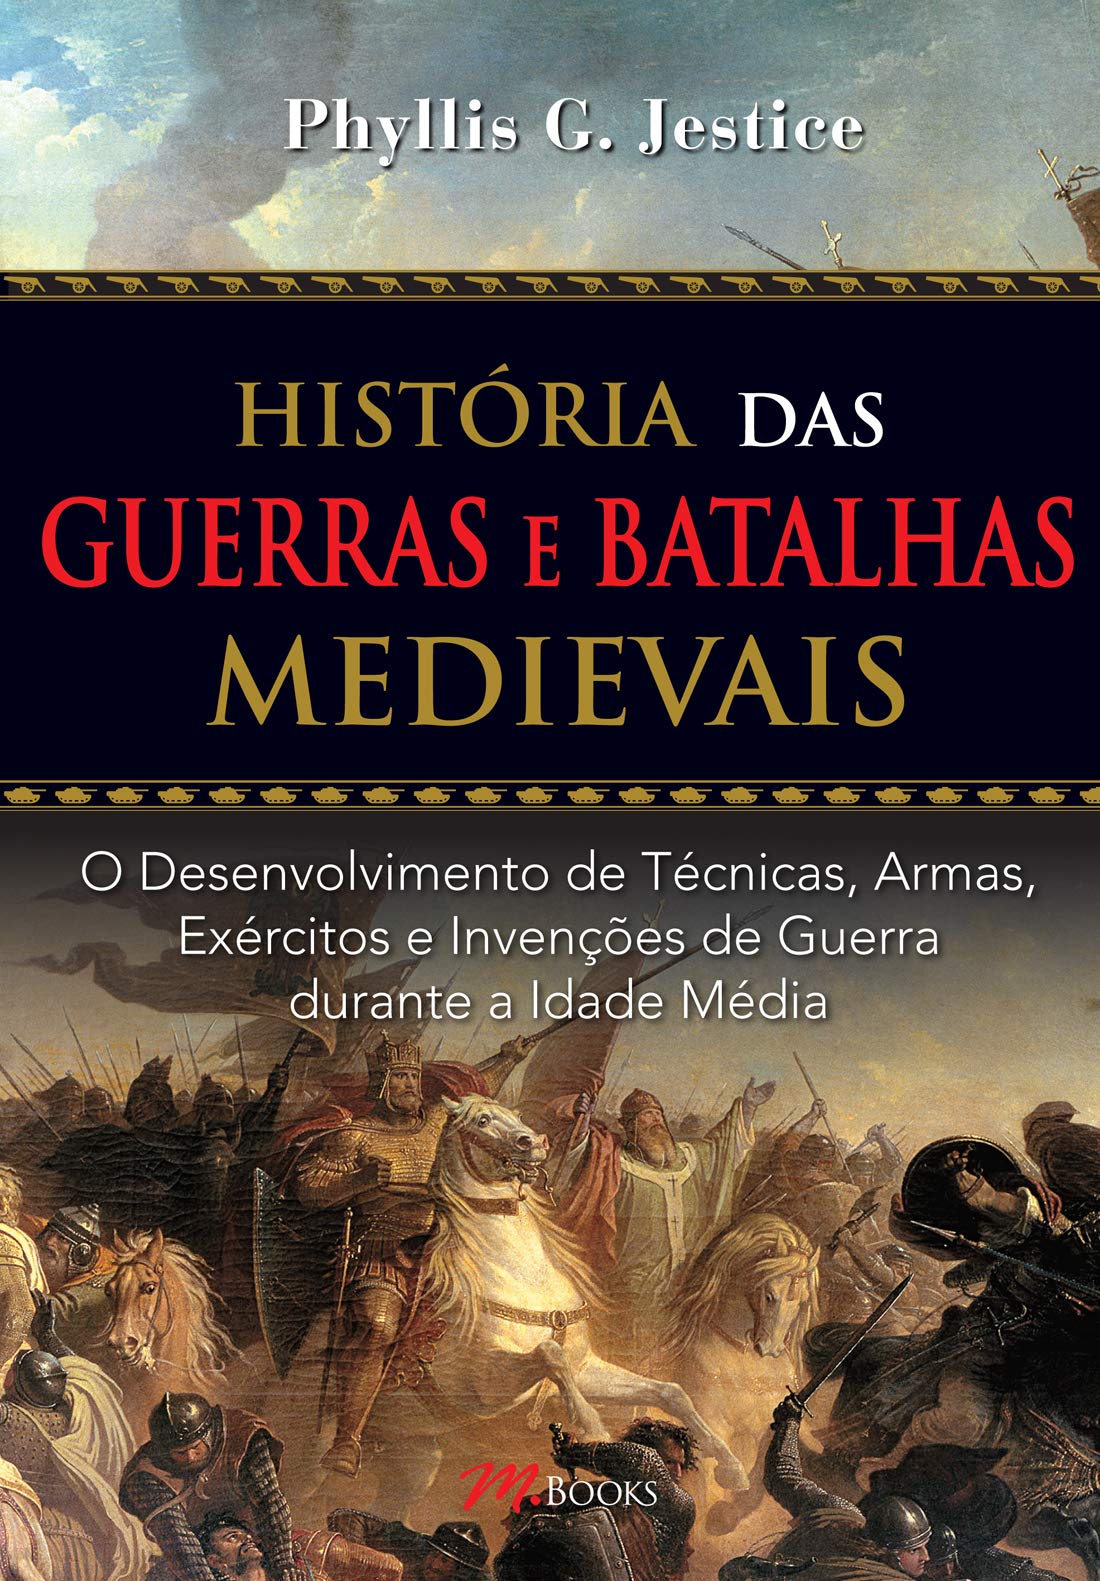 Phyllis G. Jestice
HISTÓRIA DAS
GUERRAS E BATALHAS
MEDIEVAIS
O Desenvolvimento de Técnicas, Armas,
Exércitos e Invenções de Guerra
durante a Idade Média
M.BOOKS